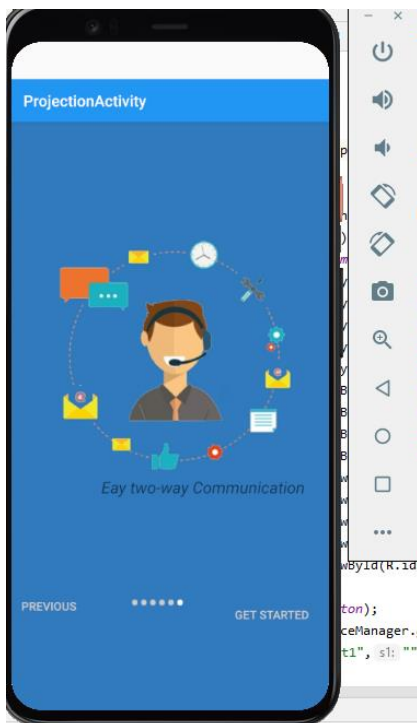 ProjectionActivity
Eay two-way Communication
PREVIOUS
GET STARTED
wById(R.id
ton);
ceManager.
t1", s1: ""